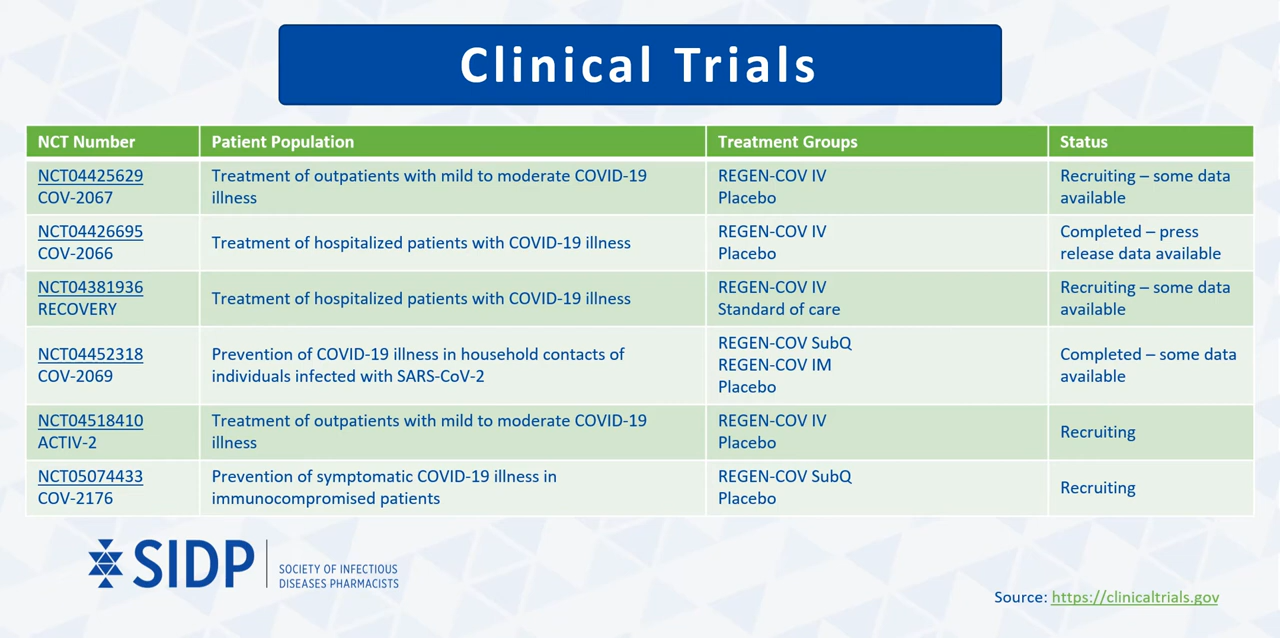 Clinical Trials
NCT Number
Patient Population
Treatment Groups
Status
NCT04425629
COV-2067
Treatment of outpatients with mild to moderate COVID-19
illness
REGEN-COV IV
Placebo
Recruiting – some data
available
NCT04426695
COV-2066
Treatment of hospitalized patients with COVID-19 illness
REGEN-COV IV
Placebo
Completed – press
release data available
NCT04381936
RECOVERY
Treatment of hospitalized patients with COVID-19 illness
REGEN-COV IV
Standard of care
Recruiting – some data
available
NCT04452318
COV-2069
Prevention of COVID-19 illness in household contacts of
individuals infected with SARS-CoV-2
REGEN-COV SubQ
REGEN-COV IM
Placebo
Completed – some data
available
NCT04518410
ACTIV-2
Treatment of outpatients with mild to moderate COVID-19
illness
REGEN-COV IV
Placebo
Recruiting
NCT05074433
COV-2176
Prevention of symptomatic COVID-19 illness in
immunocompromised patients
REGEN-COV SubQ
Placebo
Recruiting
SIDP
SOCIETY OF INFECTIOUS
DISEASES PHARMACISTS
Source: https://clinicaltrials.gov